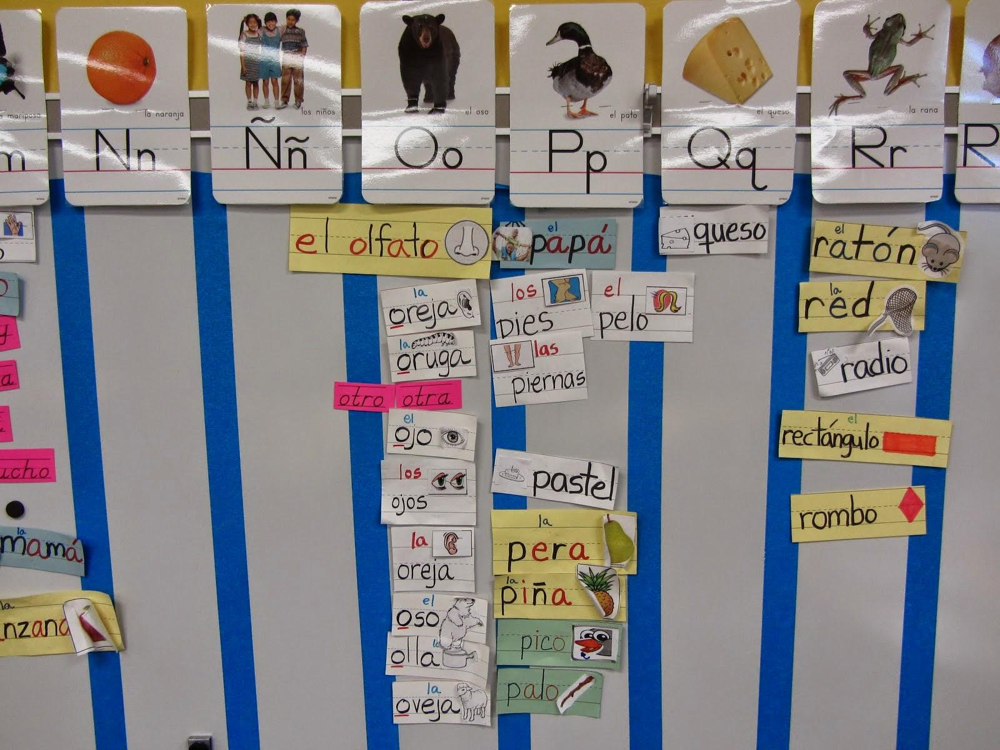 mariposa
m
la naranja
Nn
los niños
Ññ
el oso
Oo
el pato
Pp
el queso
Qq
la rana
Rr
R
o
y
a
ucho
la
mamá
la
nzana
el olfato
la
oreja
la
oruga
otro
otra
el
ojo
los
ojos
la
oreja
el
oso
la
olla
la
oveja
el
papá
los
pies
el
pelo
las
piernas
pastel
la
pera
la
piña
pico
palo
queso
el
ratón
la
red
radio
el
rectángulo
rombo